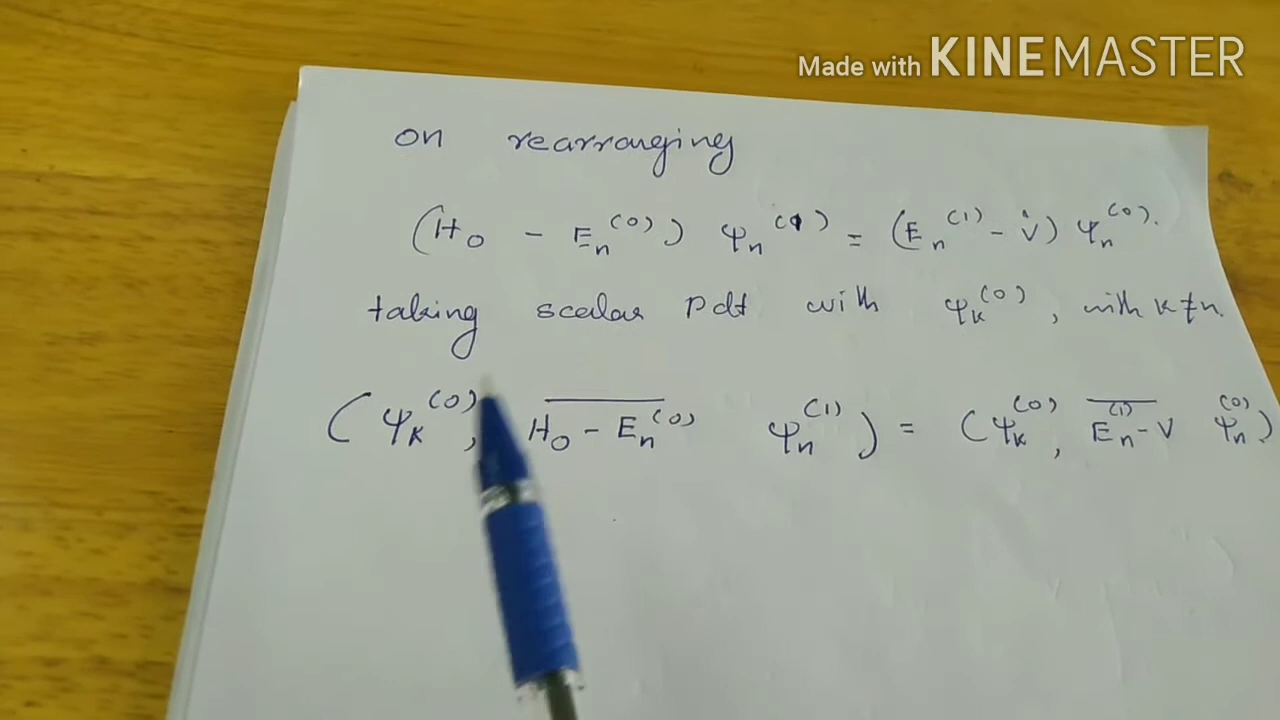 Made with KINEMASTER
on rearranging
(H₀ - Eₙ⁽⁰⁾) ψₙ⁽¹⁾ = (Eₙ⁽¹⁾ - V) ψₙ⁽⁰⁾.
taking scalar pdt with ψₖ⁽⁰⁾, with k≠n.
(ψₖ⁽⁰⁾, H₀ - Eₙ⁽⁰⁾ ψₙ⁽¹⁾) = (ψₖ⁽⁰⁾, Eₙ⁽¹⁾ - V ψₙ⁽⁰⁾)